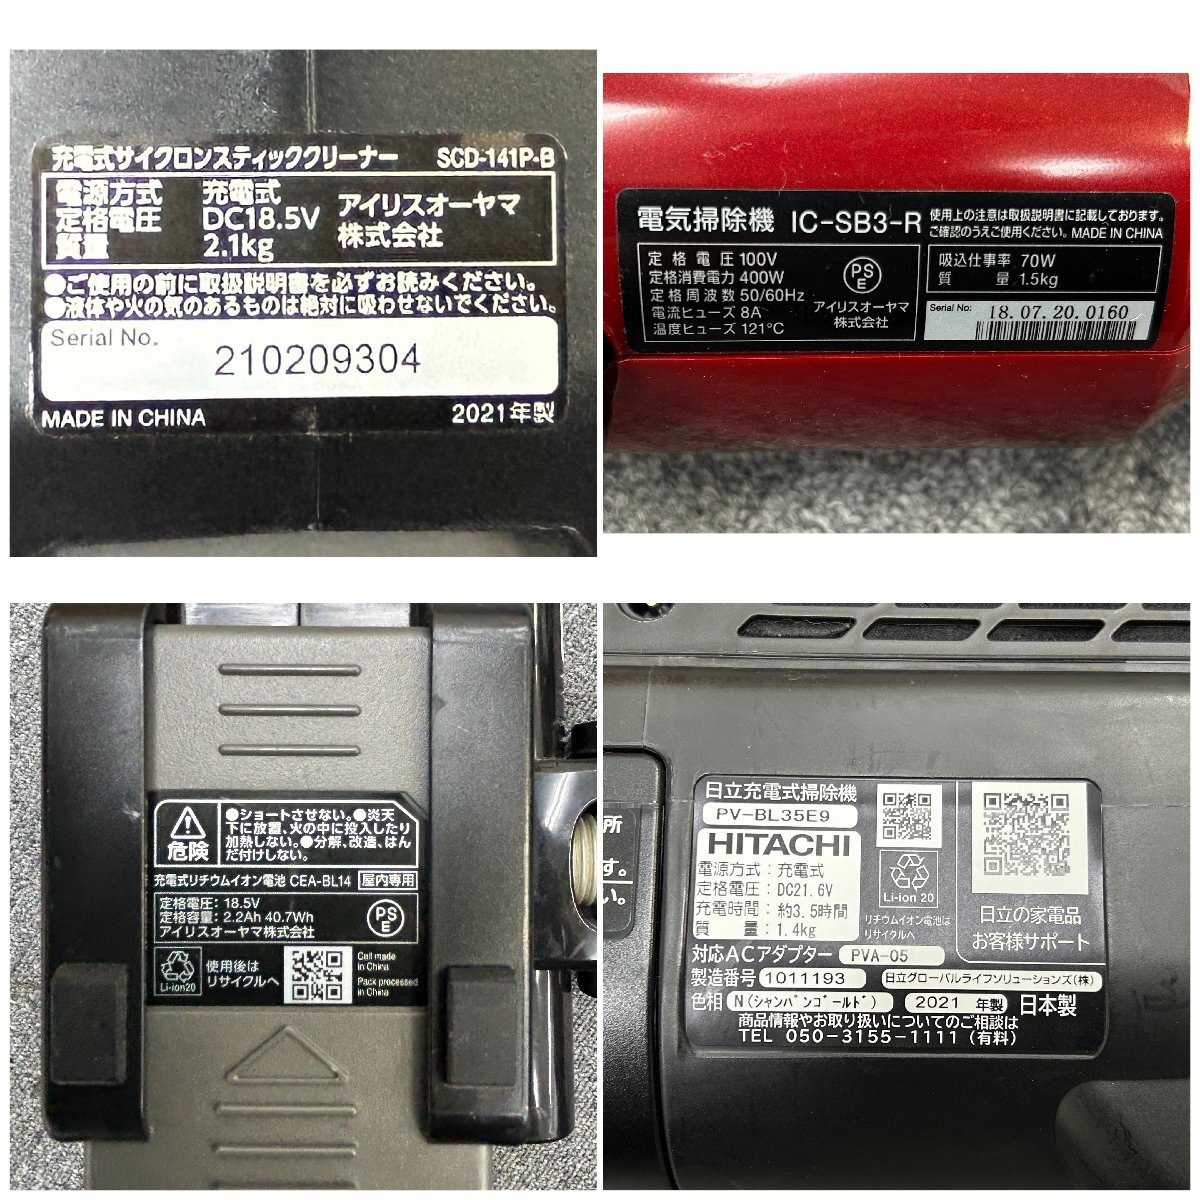 充電式サイクロンスティッククリーナー SCD-141P-B
電源方式 充電式
定格電圧 DC18.5V
質量 2.1kg
アイリスオーヤマ
株式会社
●ご使用の前に取扱説明書を必ずお読みください。
●液体や火の気のあるものは絶対に吸わせないでください。
Serial No.
210209304
MADE IN CHINA 2021年製
電気掃除機 IC-SB3-R
使用上の注意は取扱説明書に記載しております。
ご確認のうえご使用ください。MADE IN CHINA
定格電圧 100V
定格消費電力 400W
定格周波数 50/60Hz
電流ヒューズ 8A
温度ヒューズ 121°C
PS
E
アイリスオーヤマ
株式会社
吸込仕事率 70W
質量 1.5kg
Serial No: 18.07.20.0160
危険
●ショートさせない。●炎天
下に放置、火の中に投入したり
加熱しない。●分解、改造、はん
だ付けしない。
充電式リチウムイオン電池 CEA-BL14 屋内専用
定格電圧: 18.5V
定格容量: 2.2Ah 40.7Wh
アイリスオーヤマ株式会社
PS
E
Li-ion20
使用後は
リサイクルへ
Cell made
in China
Pack processed
in China
所
す。
い。
日立充電式掃除機
PV-BL35E9
HITACHI
電源方式: 充電式
定格電圧: DC21.6V
充電時間: 約3.5時間
質量: 1.4kg
Li-ion 20
リチウムイオン電池は
リサイクルへ
日立の家電品
お客様サポート
対応ACアダプター PVA-05
製造番号 1011193 日立グローバルライフソリューションズ(株)
色相 N(シャンパンゴールド) 2021 年製 日本製
商品情報やお取り扱いについてのご相談は
TEL 050-3155-1111(有料)